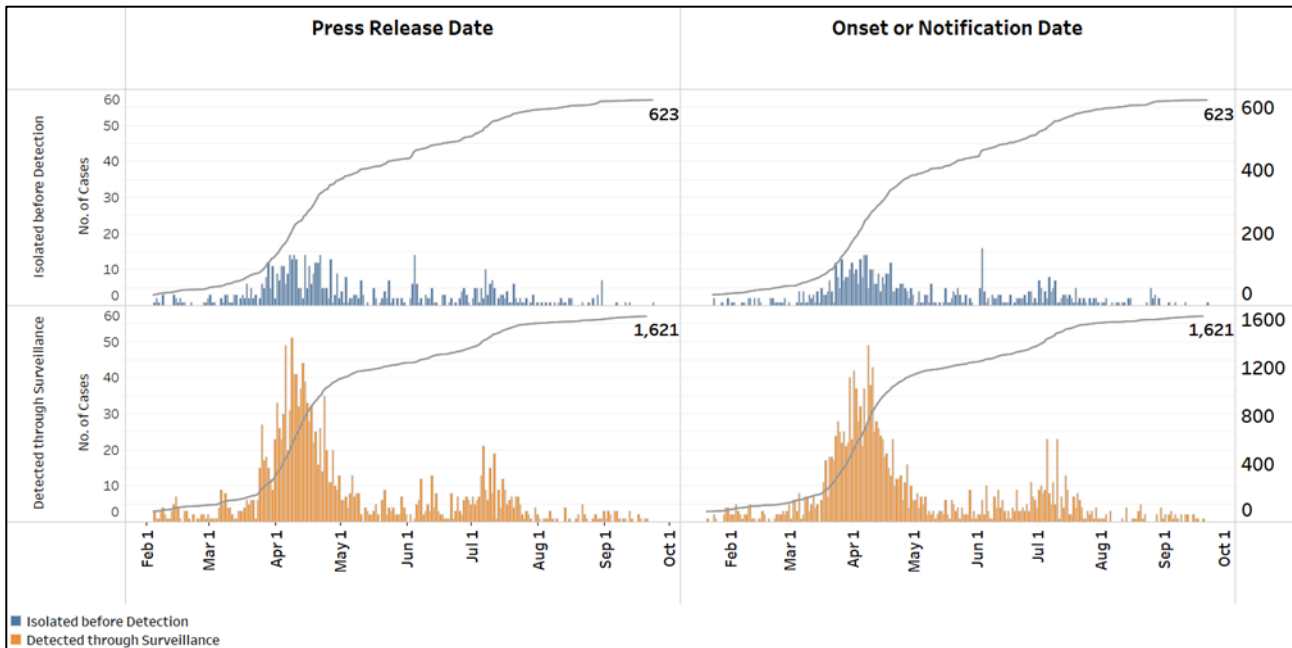 Press Release Date
Onset or Notification Date
Isolated before Detection
No. of Cases
60
50
40
30
20
10
0
623
623
600
400
200
0
Detected through Surveillance
No. of Cases
60
50
40
30
20
10
0
1,621
1,621
1600
1200
800
400
0
Feb 1
Mar 1
Apr 1
May 1
Jun 1
Jul 1
Aug 1
Sep 1
Oct 1
Feb 1
Mar 1
Apr 1
May 1
Jun 1
Jul 1
Aug 1
Sep 1
Oct 1
Isolated before Detection
Detected through Surveillance